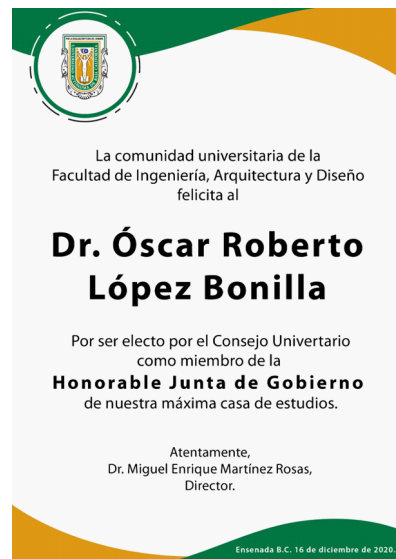 La comunidad universitaria de la
Facultad de Ingeniería, Arquitectura y Diseño
felicita al
Dr. Óscar Roberto
López Bonilla
Por ser electo por el Consejo Univertario
como miembro de la
Honorable Junta de Gobierno
de nuestra máxima casa de estudios.
Atentamente,
Dr. Miguel Enrique Martínez Rosas,
Director.
Ensenada B.C. 16 de diciembre de 2020.